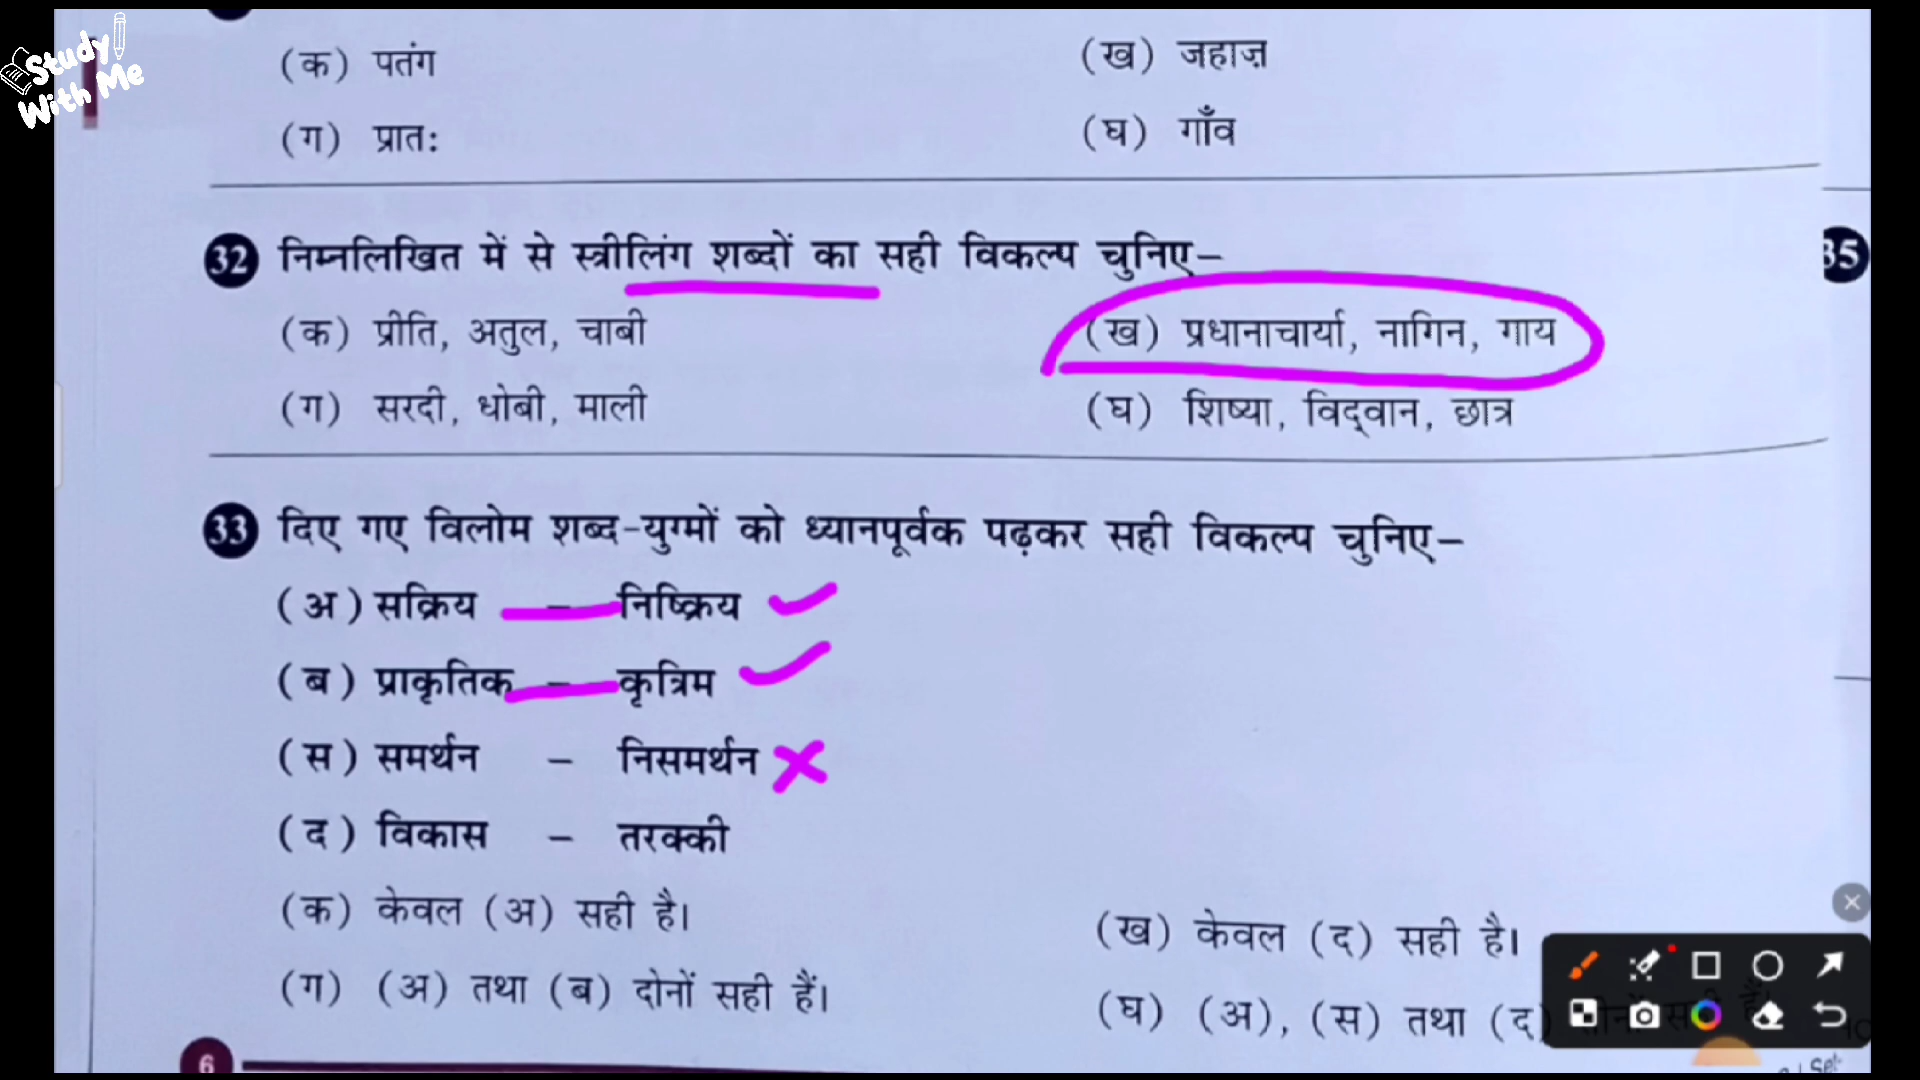 Study
With Me
(क) पतंग (ख) जहाज़
(ग) प्रातः (घ) गाँव
32 निम्नलिखित में से स्त्रीलिंग शब्दों का सही विकल्प चुनिए–
35
(क) प्रीति, अतुल, चाबी (ख) प्रधानाचार्या, नागिन, गाय
(ग) सरदी, धोबी, माली (घ) शिष्या, विद्‌वान, छात्र
33 दिए गए विलोम शब्द-युग्मों को ध्यानपूर्वक पढ़कर सही विकल्प चुनिए–
(अ) सक्रिय – निष्क्रिय
(ब) प्राकृतिक – कृत्रिम
(स) समर्थन – निसमर्थन
(द) विकास – तरक्की
(क) केवल (अ) सही है। (ख) केवल (द) सही है।
(ग) (अ) तथा (ब) दोनों सही हैं। (घ) (अ), (स) तथा (द)
6